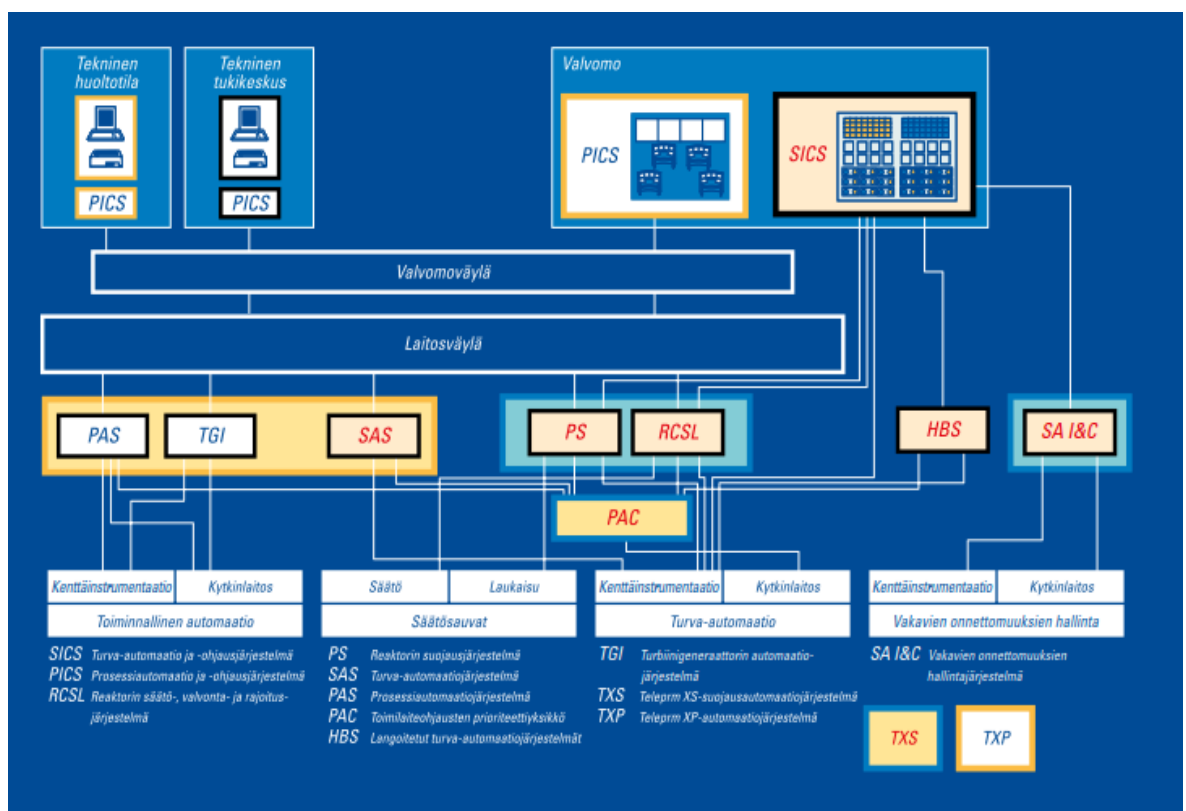 Tekninen
huoltotila
PICS
Tekninen
tukikeskus
PICS
Valvomo
PICS
SICS
Valvomoväylä
Laitosväylä
PAS
TGI
SAS
PS
RCSL
HBS
SA I&C
PAC
Kenttäinstrumentaatio
Kytkinlaitos
Toiminnallinen automaatio
Säätö
Laukaisu
Säätösauvat
Kenttäinstrumentaatio
Kytkinlaitos
Turva-automaatio
Kenttäinstrumentaatio
Kytkinlaitos
Vakavien onnettomuuksien hallinta
SICS Turva-automaatio ja -ohjausjärjestelmä
PICS Prosessiautomaatio ja -ohjausjärjestelmä
RCSL Reaktorin säätö-, valvonta- ja rajoitus-
järjestelmä
PS Reaktorin suojausjärjestelmä
SAS Turva-automaatiojärjestelmä
PAS Prosessiautomaatiojärjestelmä
PAC Toimilaiteohjausten prioriteettiyksikkö
HBS Langoitetut turva-automaatiojärjestelmät
TGI Turbiinigeneraattorin automaatio-
järjestelmä
TXS Teleprm XS-suojausautomaatiojärjestelmä
TXP Teleprm XP-automaatiojärjestelmä
SA I&C Vakavien onnettomuuksien
hallintajärjestelmä
TXS
TXP